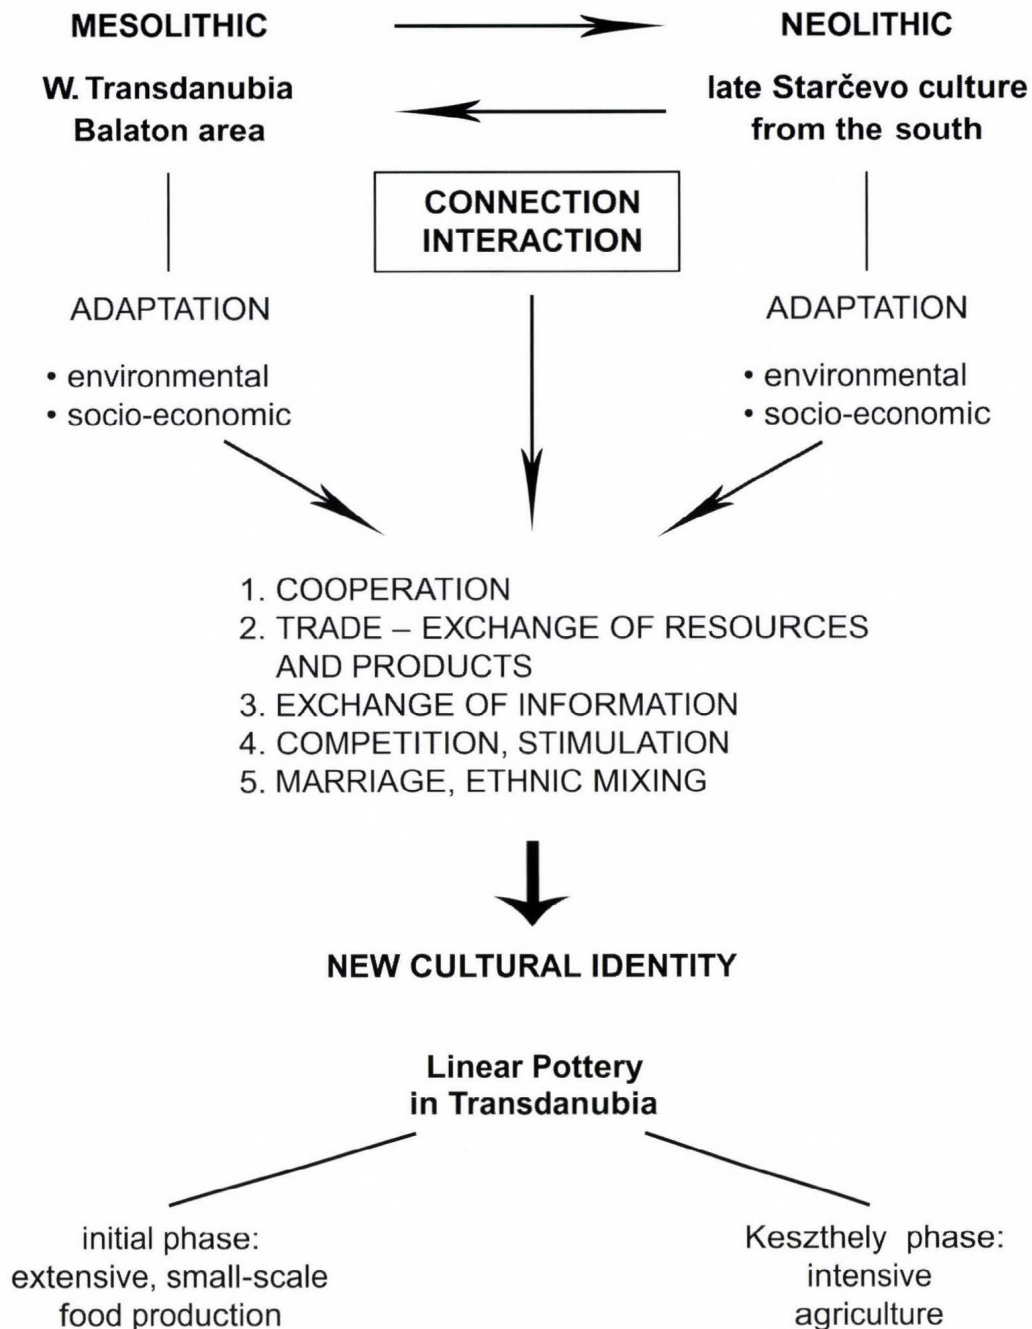 MESOLITHIC
NEOLITHIC
W. Transdanubia
Balaton area
late Starčevo culture
from the south
CONNECTION
INTERACTION
ADAPTATION
• environmental
• socio-economic
ADAPTATION
• environmental
• socio-economic
1. COOPERATION
2. TRADE – EXCHANGE OF RESOURCES
AND PRODUCTS
3. EXCHANGE OF INFORMATION
4. COMPETITION, STIMULATION
5. MARRIAGE, ETHNIC MIXING
NEW CULTURAL IDENTITY
Linear Pottery
in Transdanubia
initial phase:
extensive, small-scale
food production
Keszthely phase:
intensive
agriculture